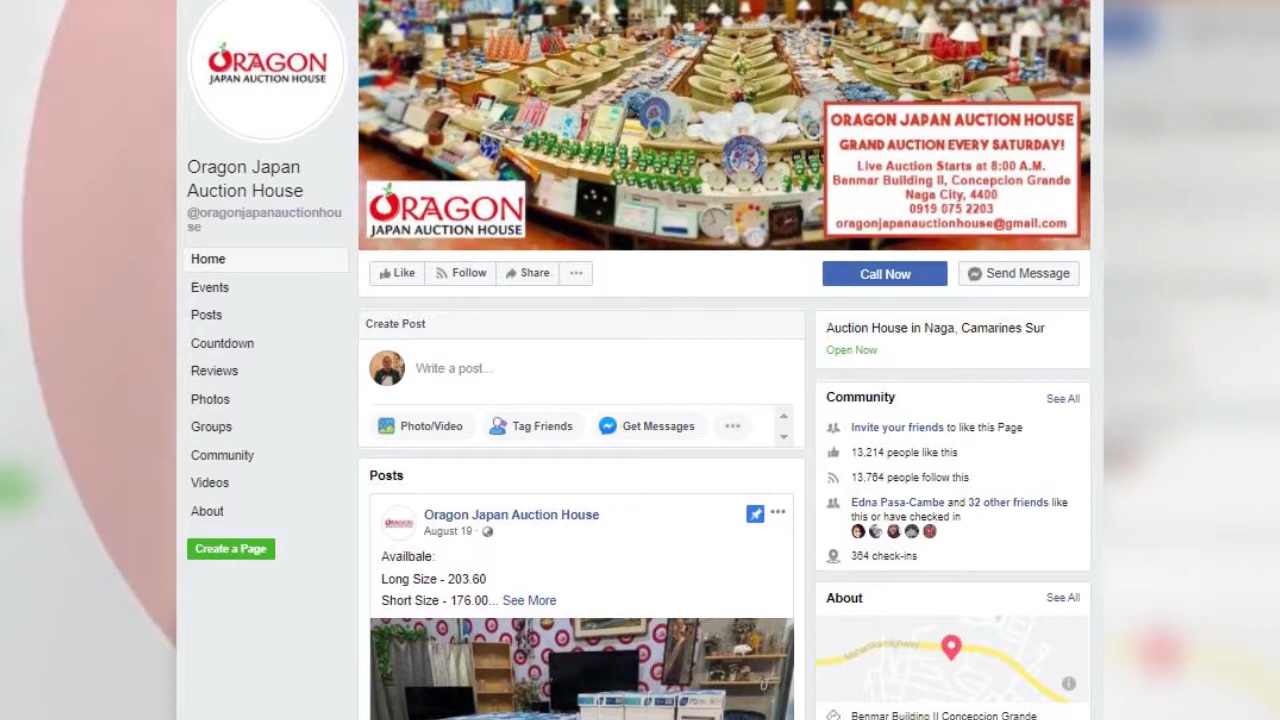 ORAGON
JAPAN AUCTION HOUSE
Oragon Japan
Auction House
@oragonjapanauctionhou
se
Home
Events
Posts
Countdown
Reviews
Photos
Groups
Community
Videos
About
Create a Page
ORAGON
JAPAN AUCTION HOUSE
ORAGON JAPAN AUCTION HOUSE
GRAND AUCTION EVERY SATURDAY!
Live Auction Starts at 8:00 A.M.
Benmar Building II, Concepcion Grande
Naga City, 4400
0919 075 2203
oragonjapanauctionhouse@gmail.com
Like
Follow
Share
Call Now
Send Message
Create Post
Write a post...
Photo/Video
Tag Friends
Get Messages
Posts
Oragon Japan Auction House
August 19
Availbale:
Long Size - 203.60
Short Size - 176.00... See More
Auction House in Naga, Camarines Sur
Open Now
Community
See All
Invite your friends to like this Page
13,214 people like this
13,764 people follow this
Edna Pasa-Cambe and 32 other friends like
this or have checked in
364 check-ins
About
See All
Maharlika Highway
Benmar Building II Concepcion Grande